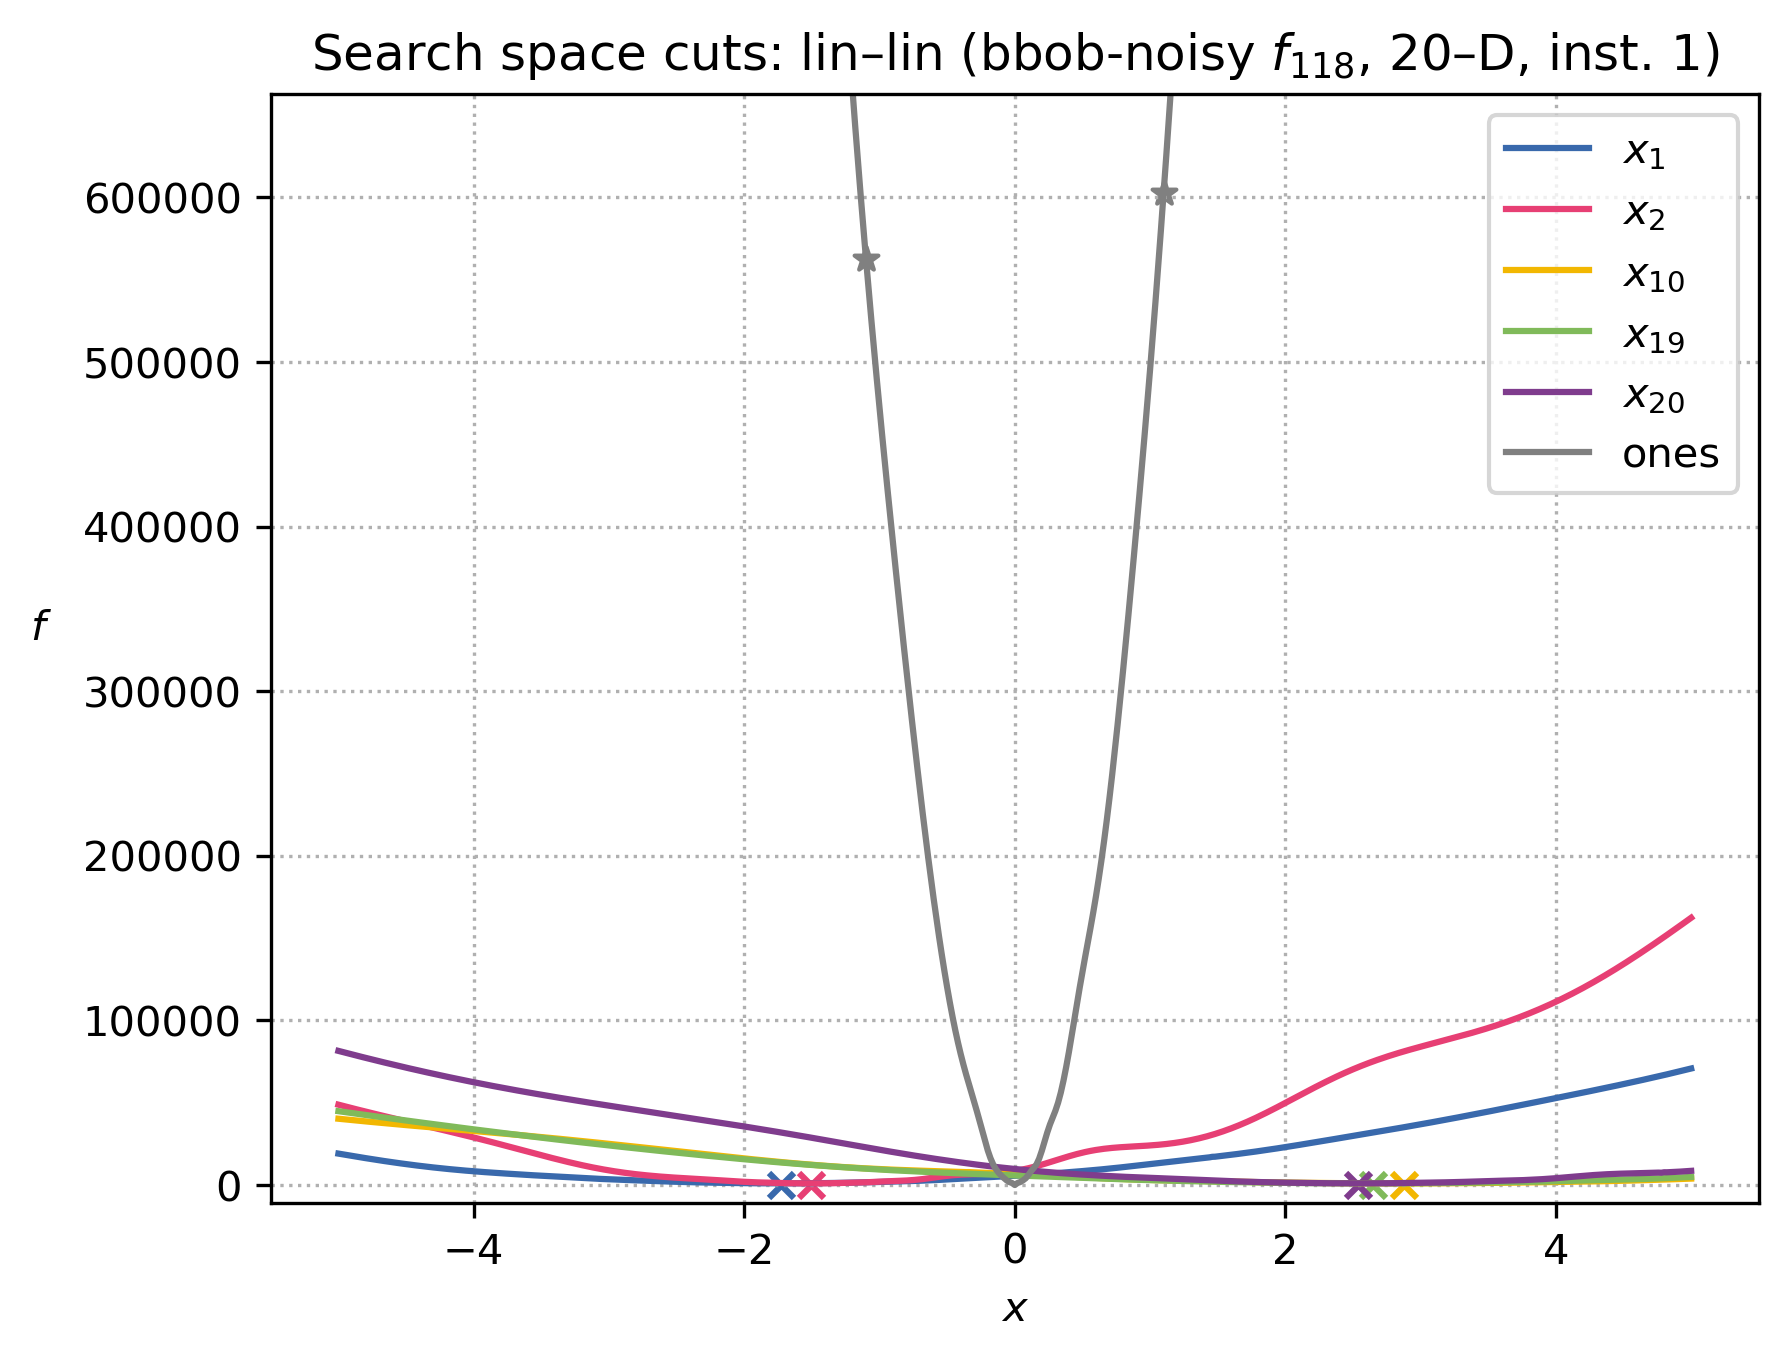 Search space cuts: lin–lin (bbob-noisy f₁₁₈, 20–D, inst. 1)
x₁
x₂
x₁₀
x₁₉
x₂₀
ones
600000
500000
400000
300000
200000
100000
0
f
−4 −2 0 2 4
x